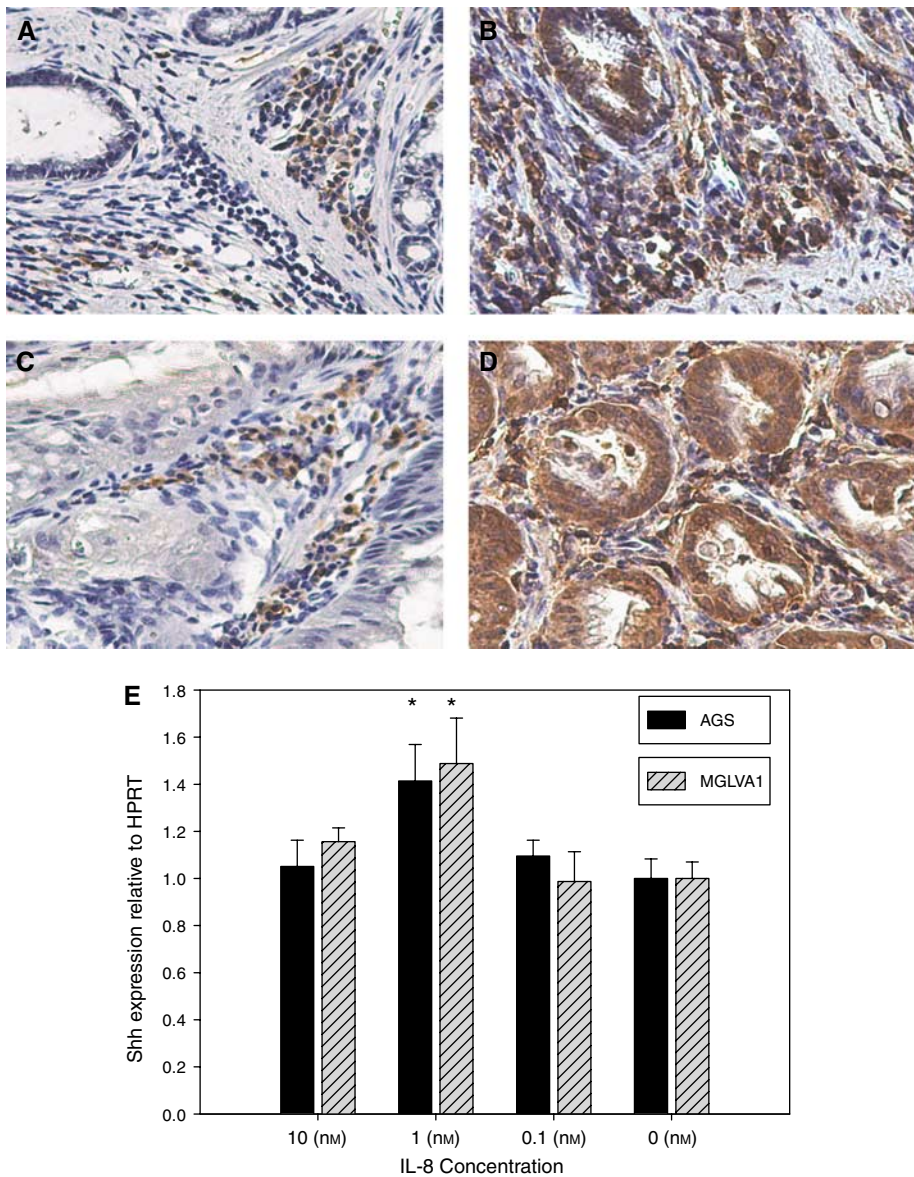 A
B
C
D
E
1.8
1.6
1.4
1.2
1.0
0.8
0.6
0.4
0.2
0.0
Shh expression relative to HPRT
* *
AGS
MGLVA1
10 (nM) 1 (nM) 0.1 (nM) 0 (nM)
IL-8 Concentration